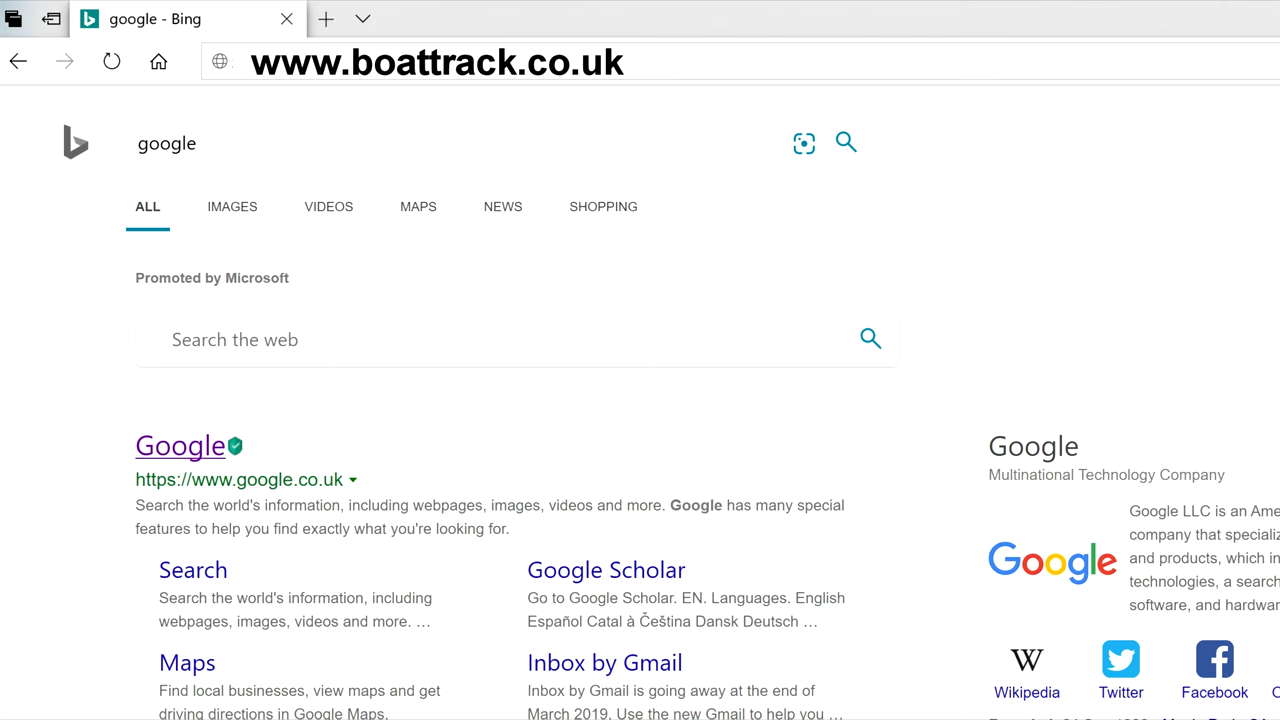 google - Bing
www.boattrack.co.uk
google
ALL IMAGES VIDEOS MAPS NEWS SHOPPING
Promoted by Microsoft
Search the web
Google
https://www.google.co.uk
Search the world's information, including webpages, images, videos and more. Google has many special
features to help you find exactly what you're looking for.
Search
Search the world's information, including
webpages, images, videos and more. …
Google Scholar
Go to Google Scholar. EN. Languages. English
Español Catal à Čeština Dansk Deutsch …
Maps
Find local businesses, view maps and get
driving directions in Google Maps.
Inbox by Gmail
Inbox by Gmail is going away at the end of
March 2019. Use the new Gmail to help you …
Google
Multinational Technology Company
Google
Google LLC is an Ame
company that specializ
and products, which in
technologies, a search
software, and hardwar
W
Wikipedia Twitter Facebook